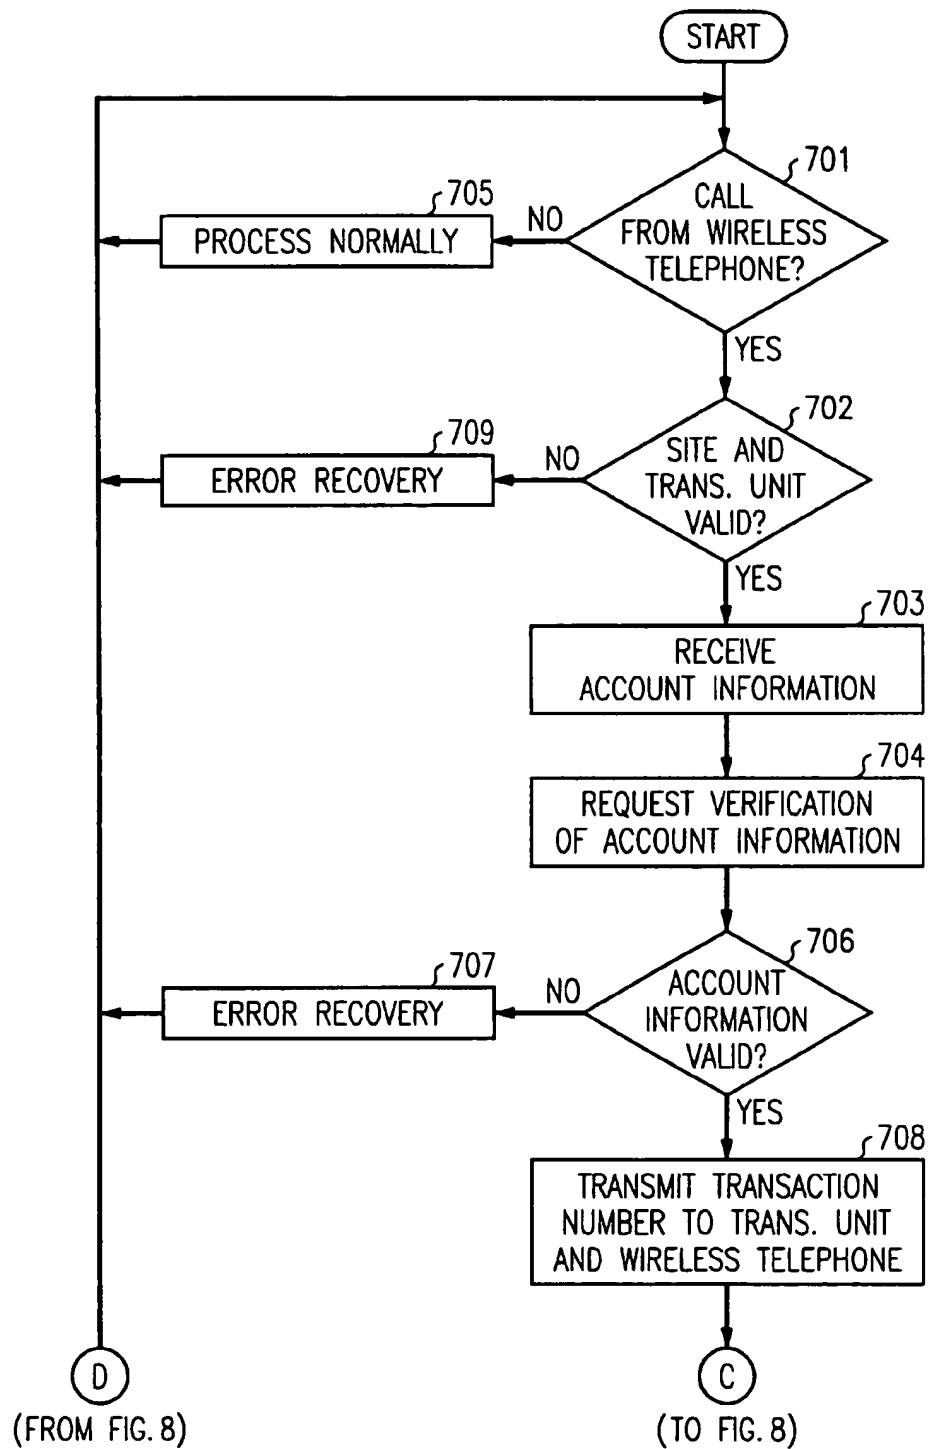 START
701
CALL
FROM WIRELESS
TELEPHONE?
NO
705
PROCESS NORMALLY
YES
702
SITE AND
TRANS. UNIT
VALID?
NO
709
ERROR RECOVERY
YES
703
RECEIVE
ACCOUNT INFORMATION
704
REQUEST VERIFICATION
OF ACCOUNT INFORMATION
706
ACCOUNT
INFORMATION
VALID?
NO
707
ERROR RECOVERY
YES
708
TRANSMIT TRANSACTION
NUMBER TO TRANS. UNIT
AND WIRELESS TELEPHONE
D
(FROM FIG. 8)
C
(TO FIG. 8)